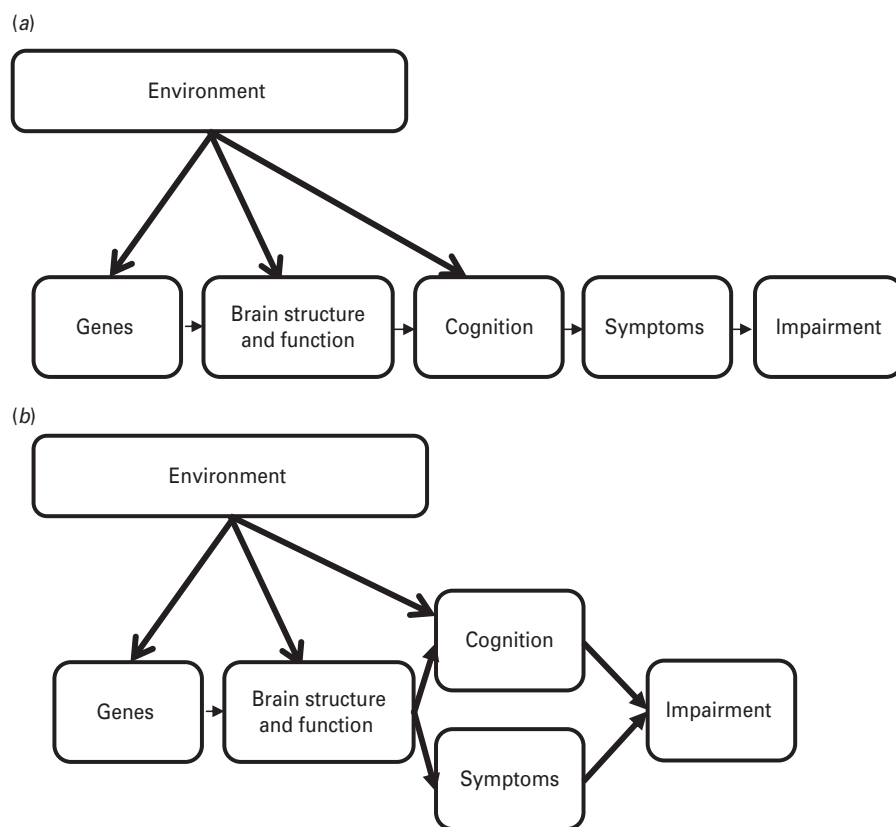 (a)
Environment
Genes
Brain structure
and function
Cognition
Symptoms
Impairment
(b)
Environment
Cognition
Genes
Brain structure
and function
Impairment
Symptoms